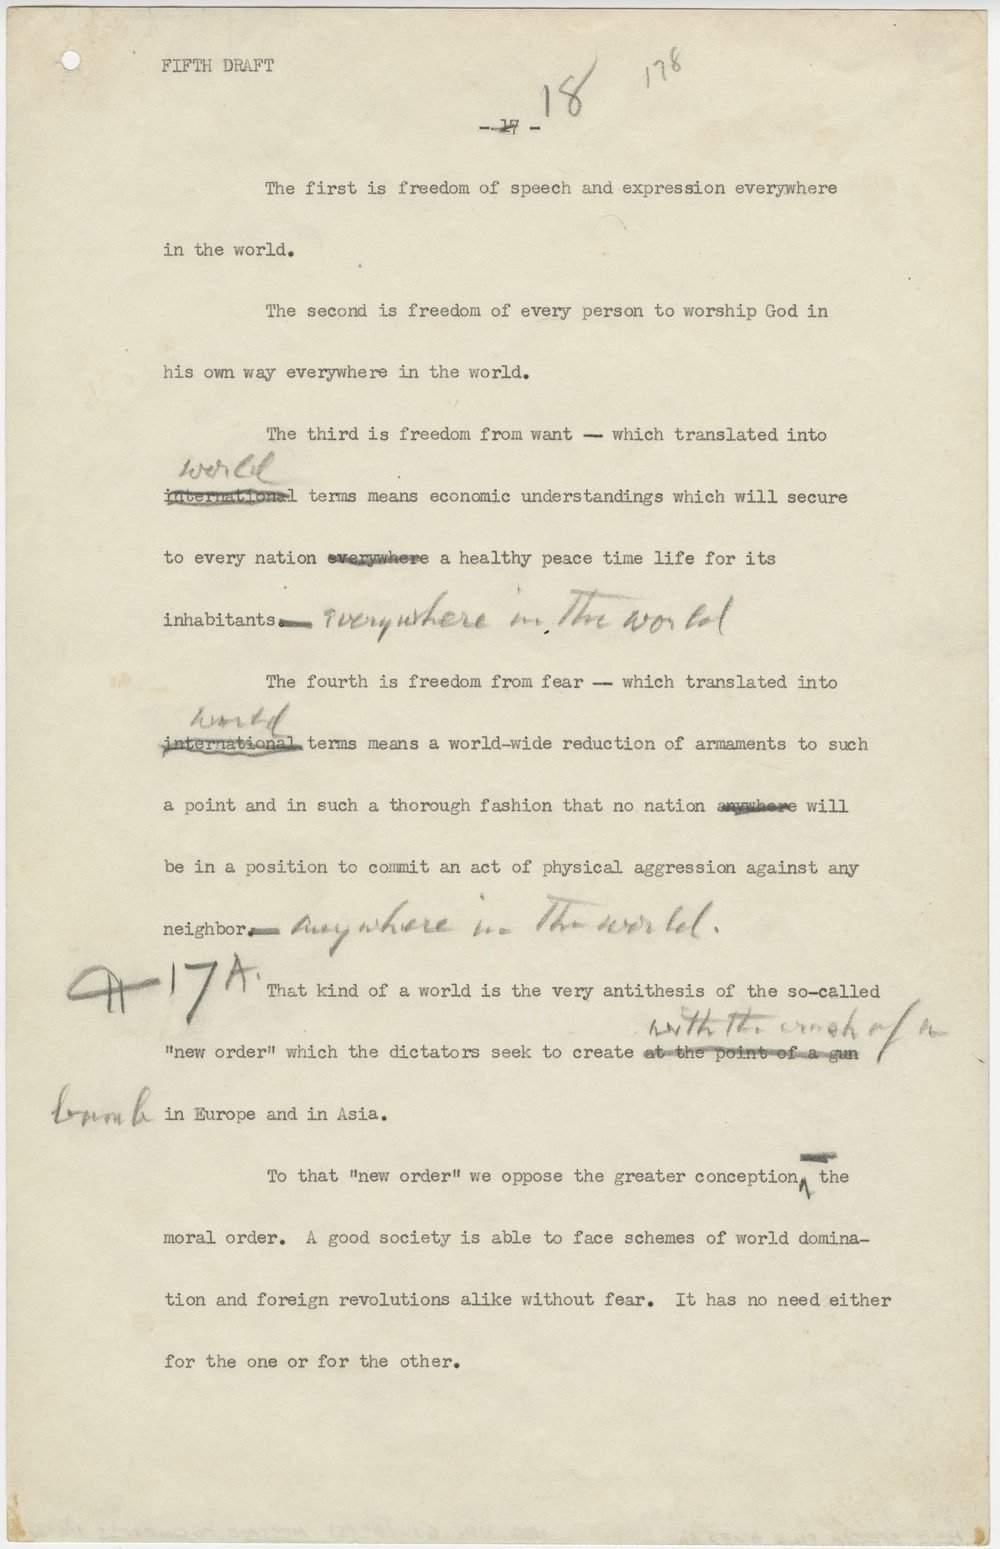 FIFTH DRAFT
18
178
- 17 -
The first is freedom of speech and expression everywhere
in the world.
The second is freedom of every person to worship God in
his own way everywhere in the world.
The third is freedom from want — which translated into
world
international terms means economic understandings which will secure
to every nation everywhere a healthy peace time life for its
inhabitants. — everywhere in the world
The fourth is freedom from fear — which translated into
world
international terms means a world-wide reduction of armaments to such
a point and in such a thorough fashion that no nation anywhere will
be in a position to commit an act of physical aggression against any
neighbor. — anywhere in the world.
17A.
That kind of a world is the very antithesis of the so-called
with the crash of a
"new order" which the dictators seek to create at the point of a gun
bomb in Europe and in Asia.
To that "new order" we oppose the greater conception, — the
moral order. A good society is able to face schemes of world domina-
tion and foreign revolutions alike without fear. It has no need either
for the one or for the other.